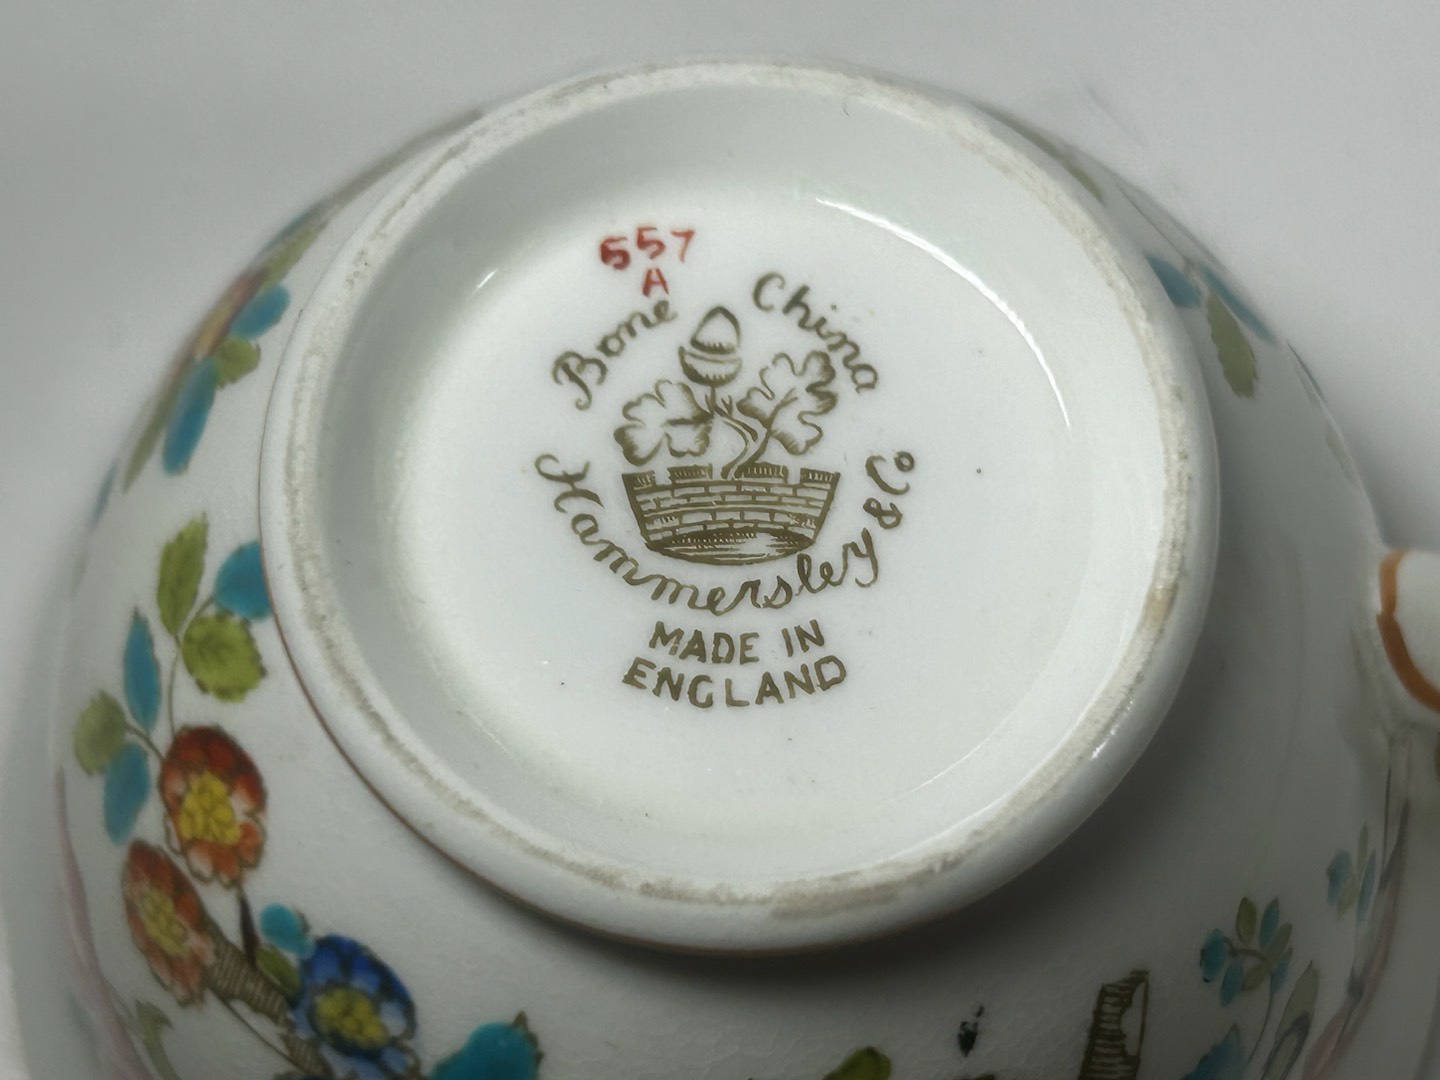 557
A
Bone China
Hammersley & Co
MADE IN
ENGLAND